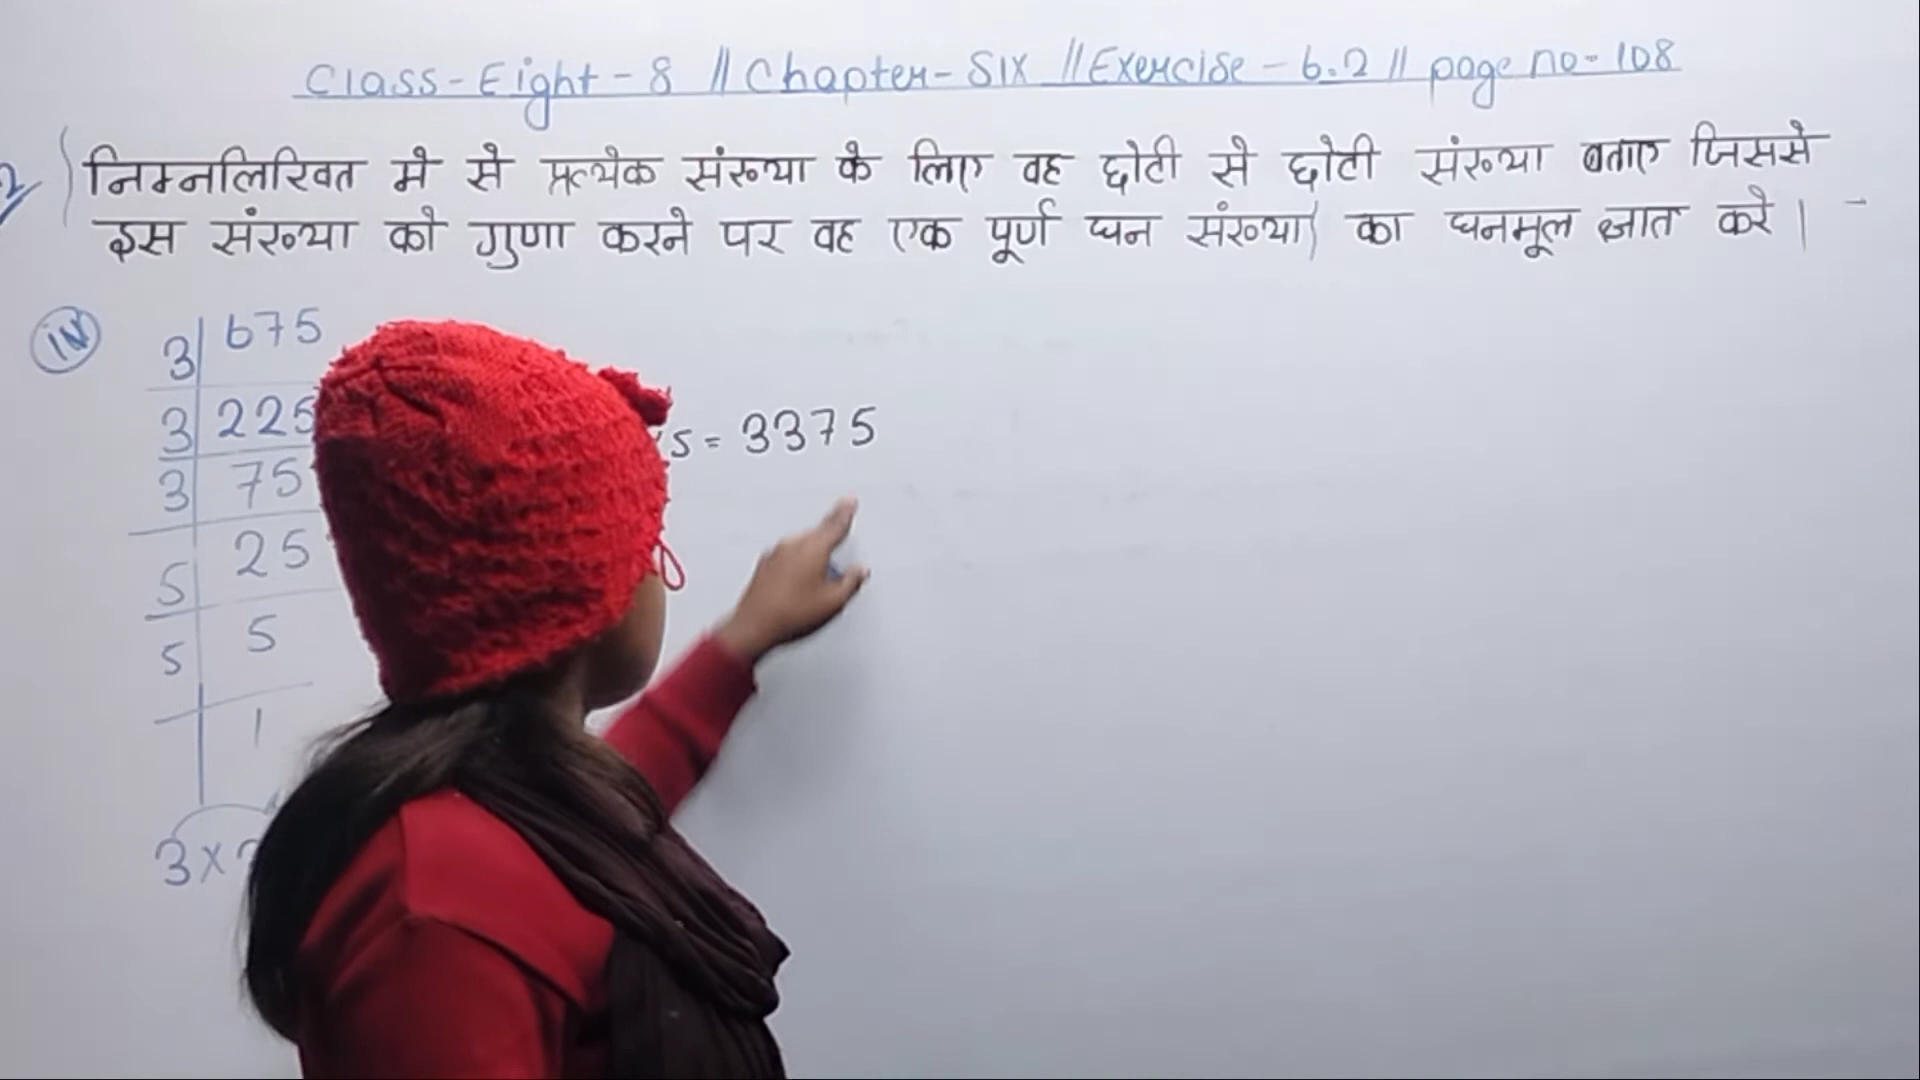 Class-Eight-8 || Chapter-SIX || Exercise-6.2 || page no-108
निम्नलिखित मे से प्रत्येक संख्या के लिए वह छोटी से छोटी संख्या बताए जिससे
इस संख्या को गुणा करने पर वह एक पूर्ण घन संख्या का घनमूल ज्ञात करे।
iv
3 675
3 225
3 75
5 25
5 5
1
5 = 3375
3 ×